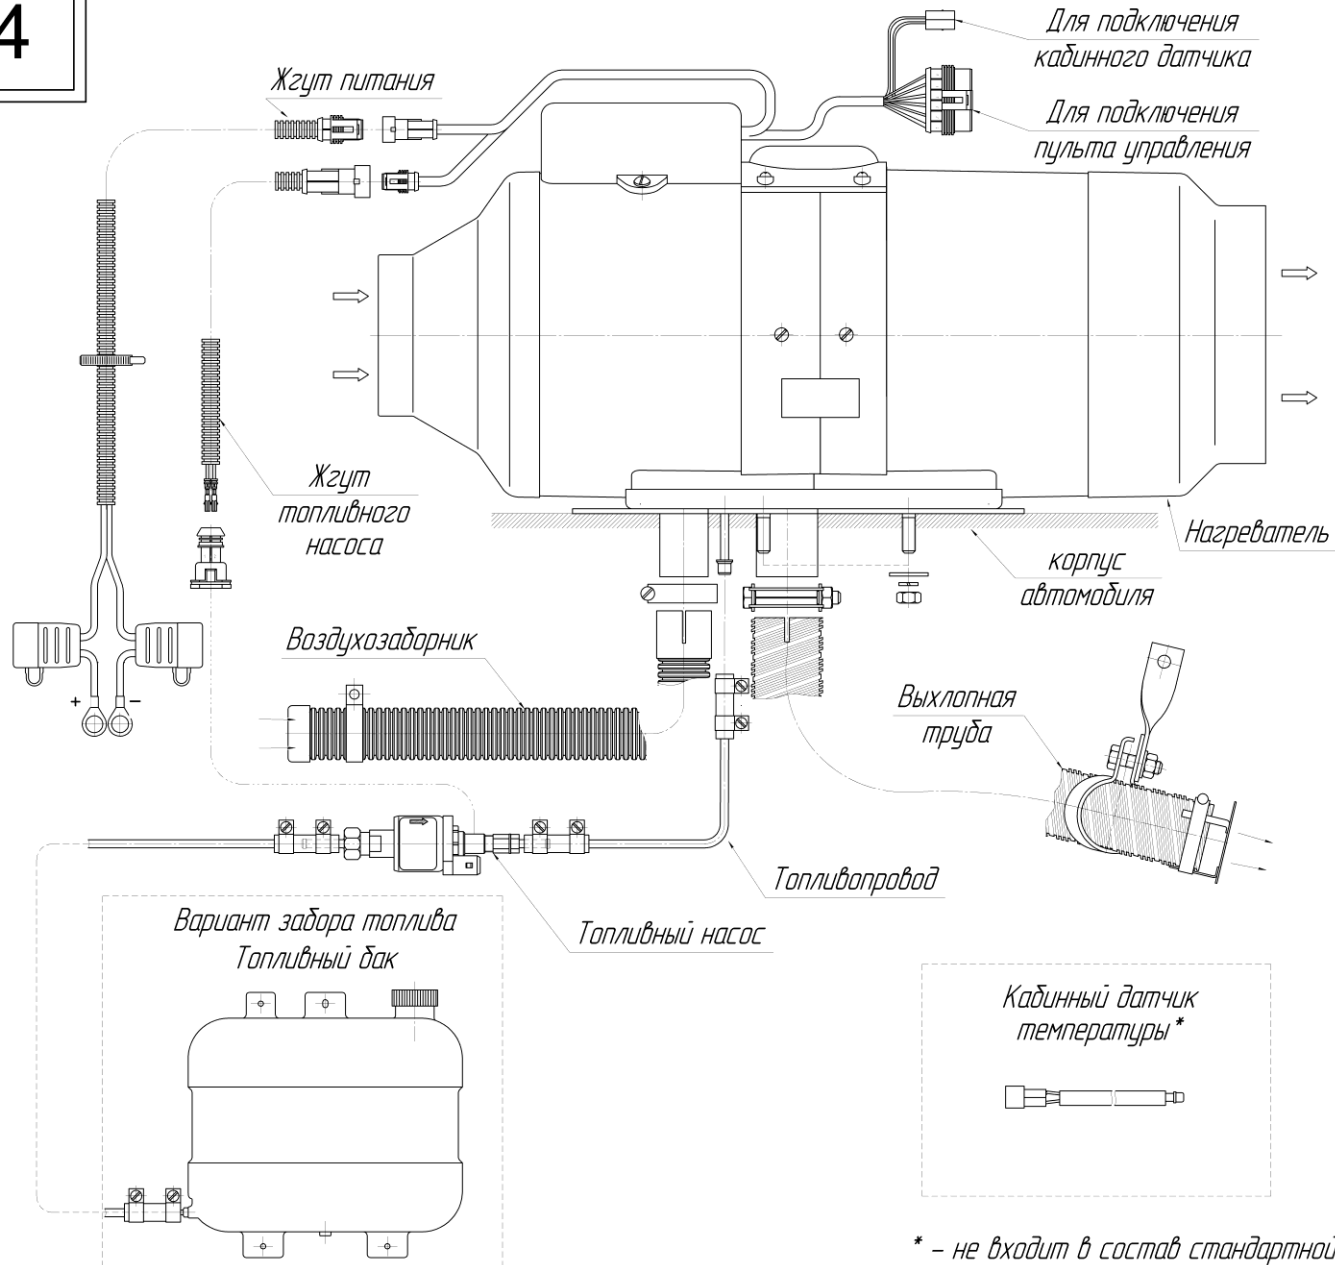 4
Для подключения
кабинного датчика
Жгут питания
Для подключения
пульта управления
Жгут
топливного
насоса
Нагреватель
корпус
автомобиля
Воздухозаборник
+ −
Выхлопная
труба
Топливопровод
Вариант забора топлива
Топливный бак
Топливный насос
Кабинный датчик
температуры*
* - не входит в состав стандартной